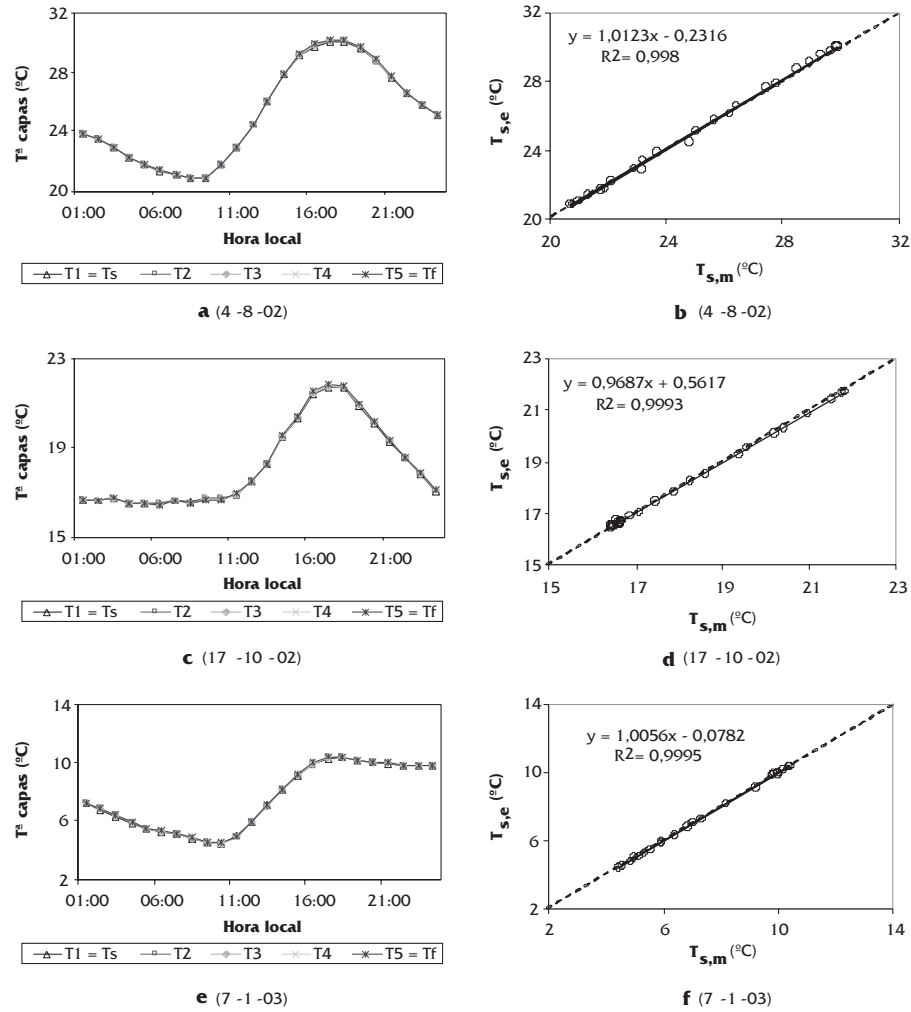 32
28
24
20
Tª capas (ºC)
01:00 06:00 11:00 16:00 21:00
Hora local
T1 = Ts T2 T3 T4 T5 = Tf
a (4 -8 -02)
y = 1,0123x - 0,2316
R2= 0,998
32
28
24
20
Ts,e (ºC)
20 24 28 32
Ts,m (ºC)
b (4 -8 -02)
23
19
15
Tª capas (ºC)
01:00 06:00 11:00 16:00 21:00
Hora local
T1 = Ts T2 T3 T4 T5 = Tf
c (17 -10 -02)
y = 0,9687x + 0,5617
R2= 0,9993
23
21
19
17
15
Ts,e (ºC)
15 17 19 21 23
Ts,m (ºC)
d (17 -10 -02)
14
10
6
2
Tª capas (ºC)
01:00 06:00 11:00 16:00 21:00
Hora local
T1 = Ts T2 T3 T4 T5 = Tf
e (7 -1 -03)
y = 1,0056x - 0,0782
R2= 0,9995
14
10
6
2
Ts,e (ºC)
2 6 10 14
Ts,m (ºC)
f (7 -1 -03)